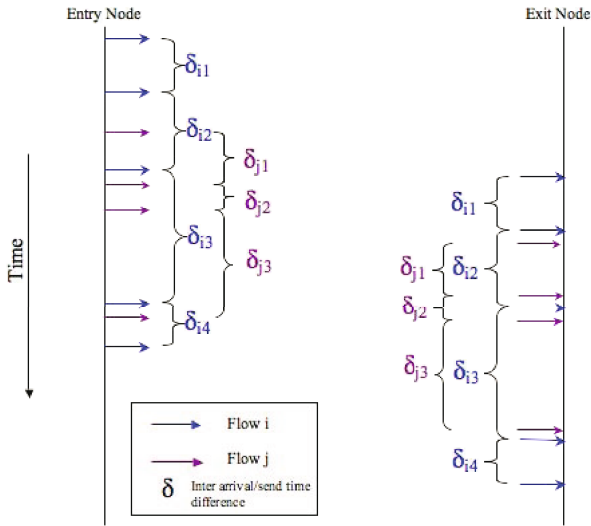 Entry Node
Exit Node
δi1
δi2
δj1
δj2
δi3
δj3
δi4
Time
δi1
δj1
δi2
δj2
δj3
δi3
δi4
Flow i
Flow j
δ Inter arrival/send time
difference